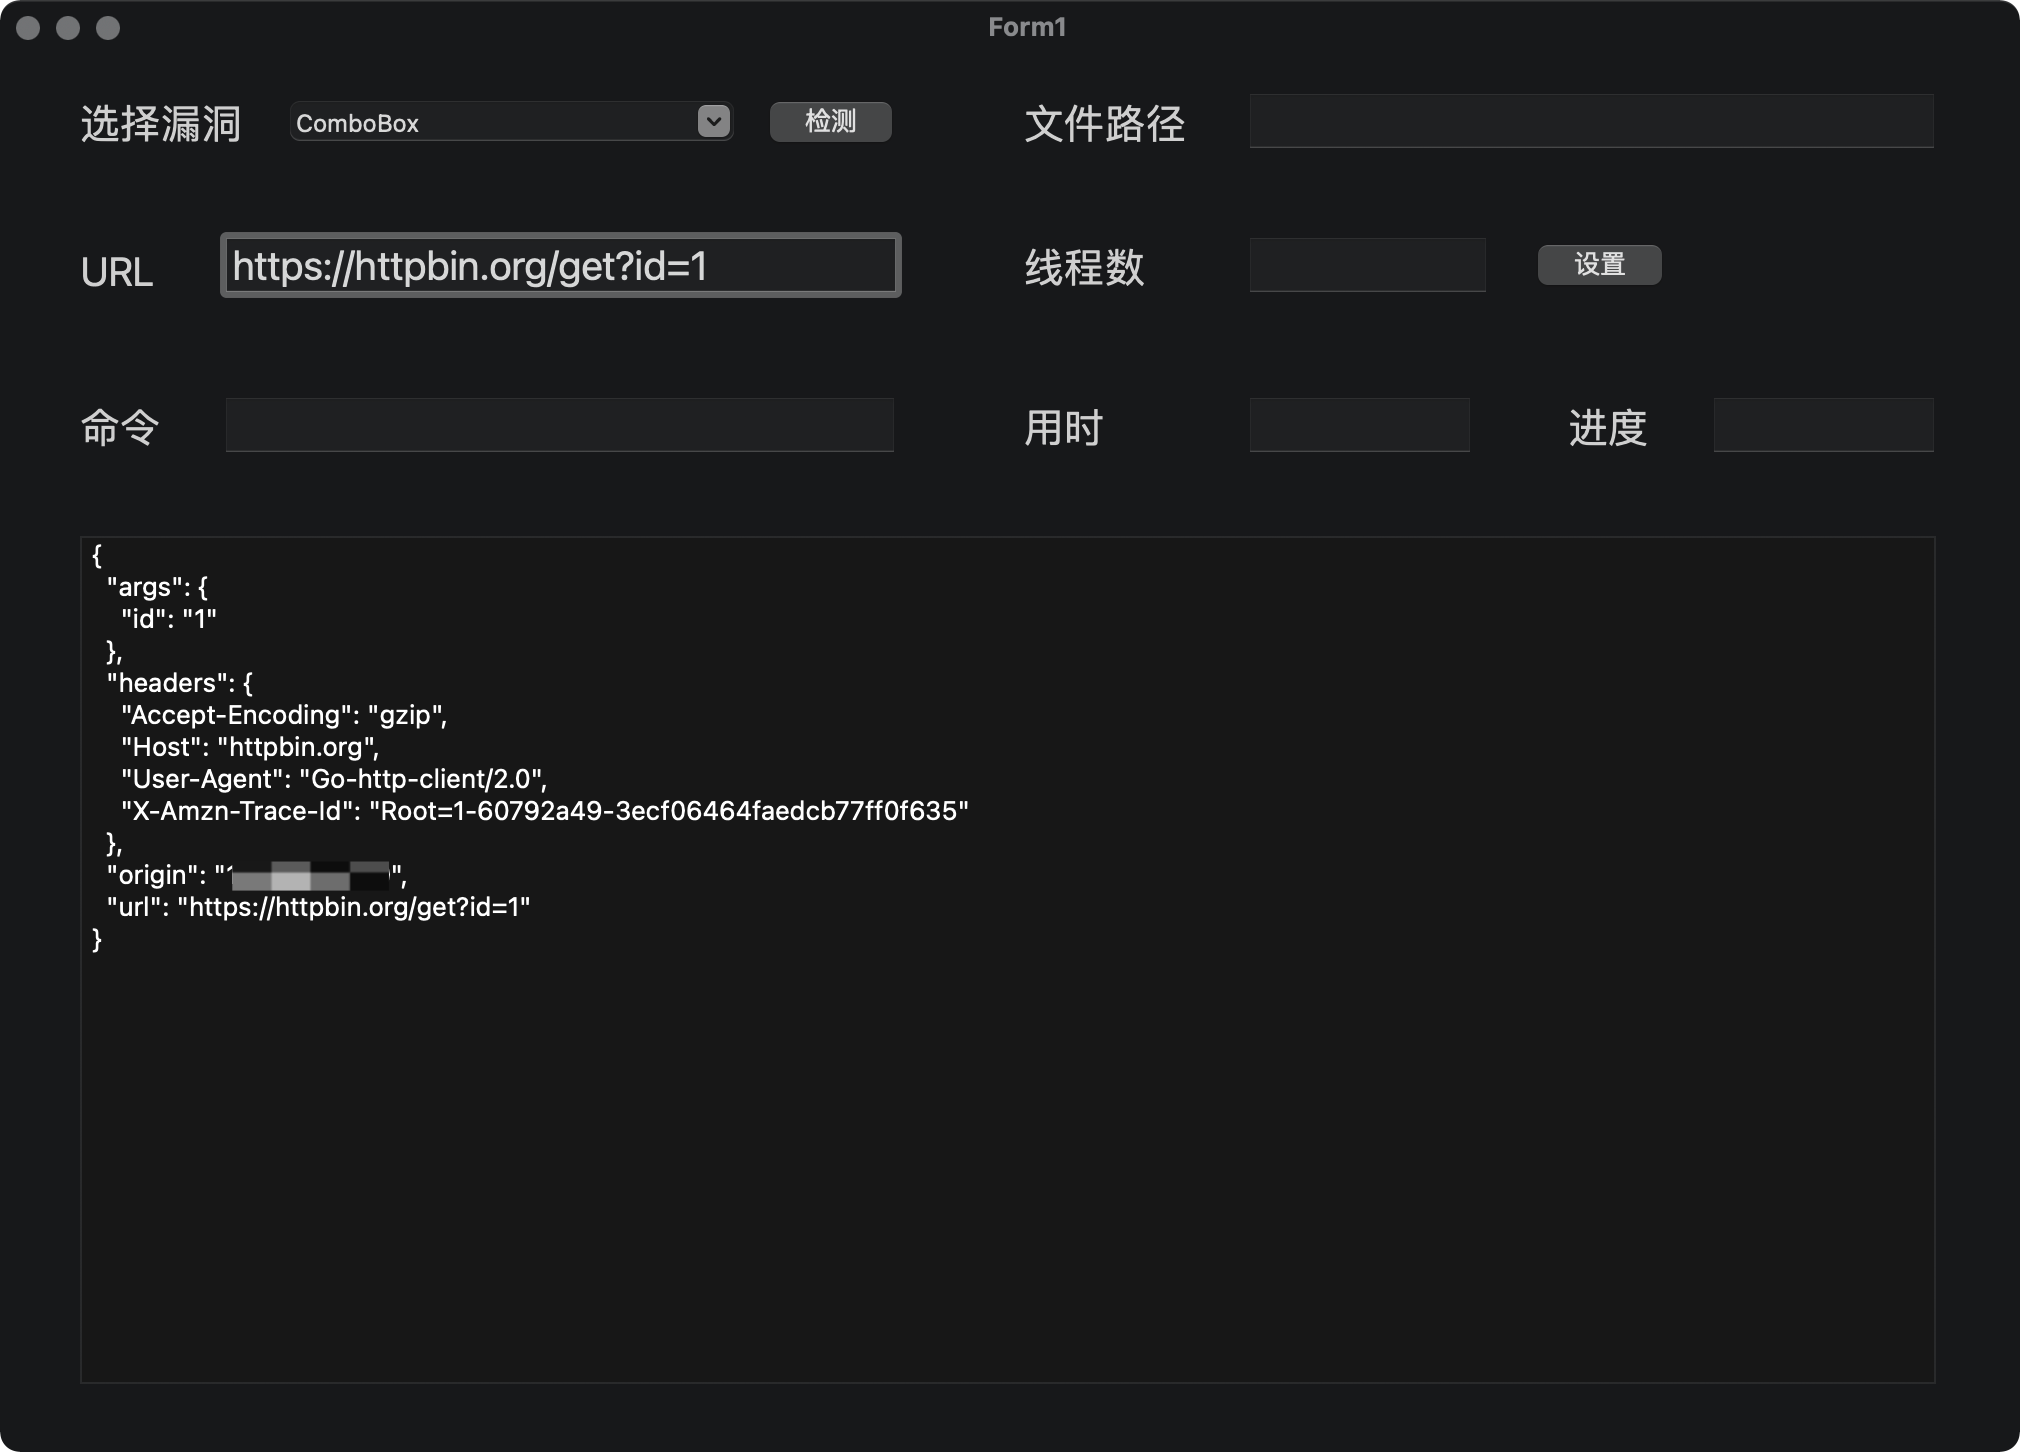 Form1
选择漏洞 ComboBox 检测 文件路径
URL https://httpbin.org/get?id=1 线程数 设置
命令 用时 进度
{
"args": {
"id": "1"
},
"headers": {
"Accept-Encoding": "gzip",
"Host": "httpbin.org",
"User-Agent": "Go-http-client/2.0",
"X-Amzn-Trace-Id": "Root=1-60792a49-3ecf06464faedcb77ff0f635"
},
"origin": "",
"url": "https://httpbin.org/get?id=1"
}